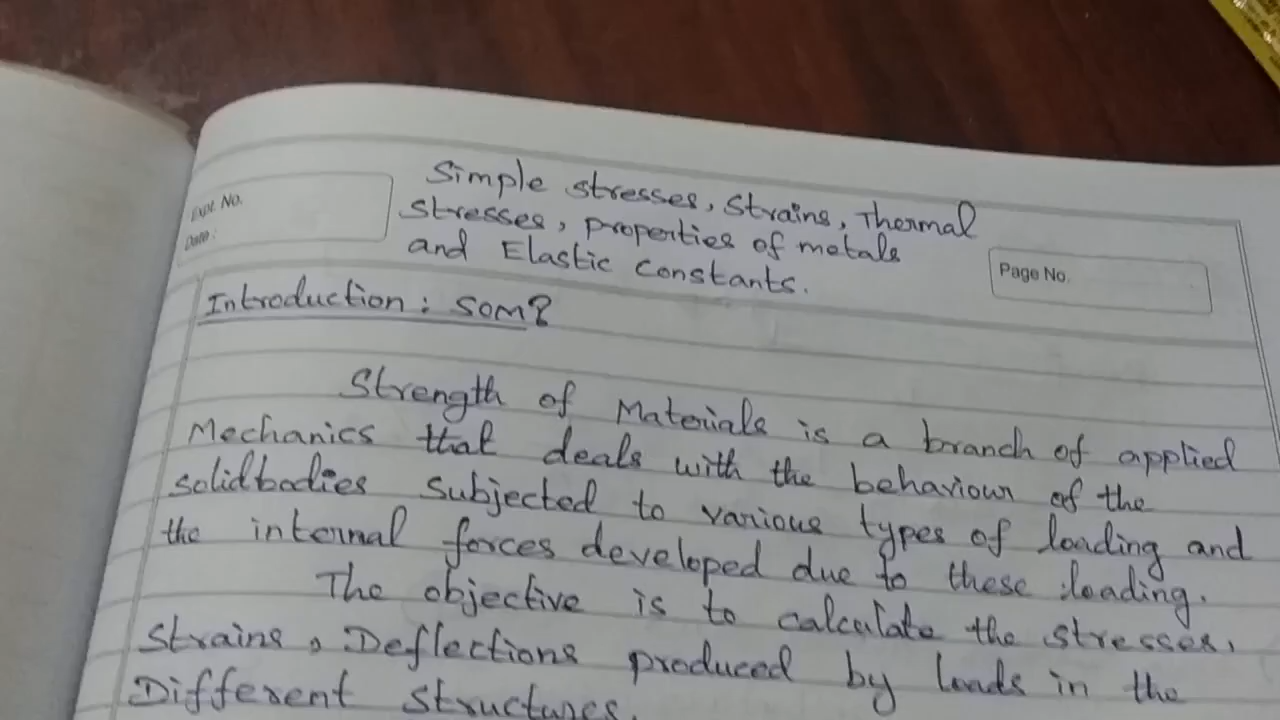 Expt. No.
Date :
Simple stresses, Strains, Thermal
stresses, properties of metals
and Elastic constants.
Page No.
Introduction : SOM?
Strength of Materials is a branch of applied
Mechanics that deals with the behaviour of the
solidbodies subjected to various types of loading and
the internal forces developed due to these loading.
The objective is to calculate the stresses,
Strains, Deflections produced by loads in the
Different structures.